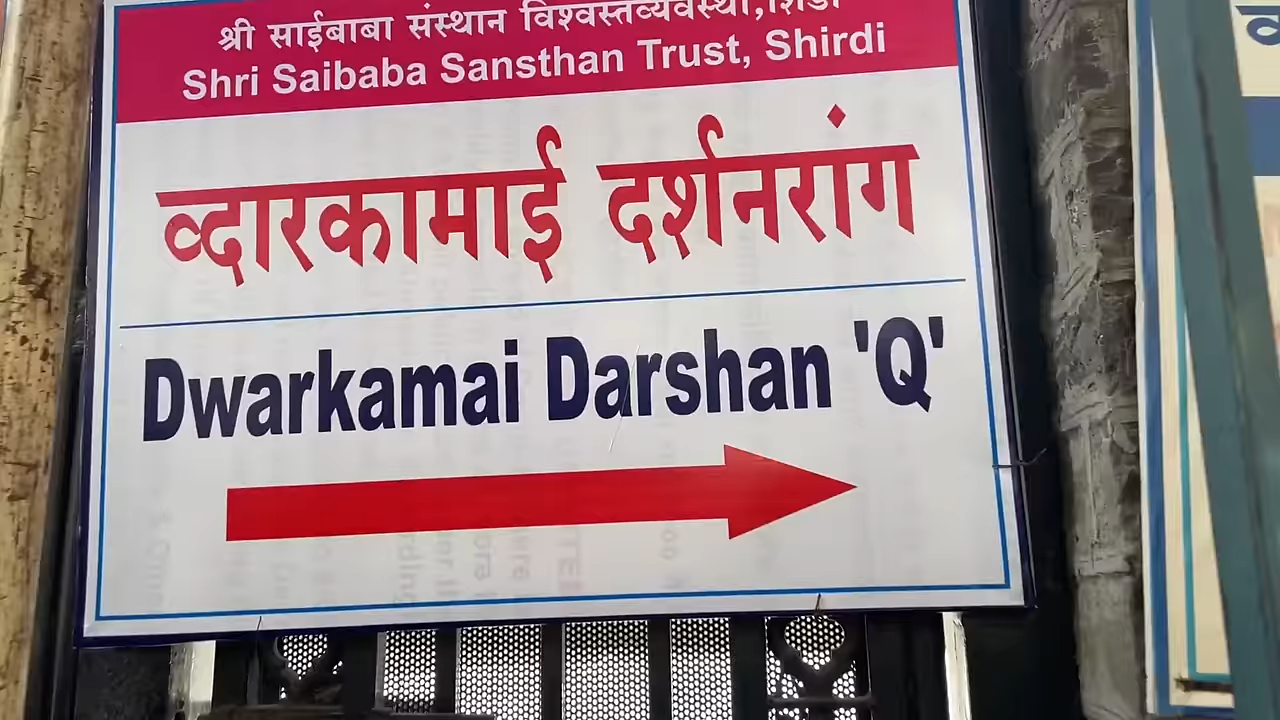 श्री साईबाबा संस्थान विश्वस्तव्यवस्था, शिर्डी
Shri Saibaba Sansthan Trust, Shirdi
व्दारकामाई दर्शनरांग
Dwarkamai Darshan 'Q'